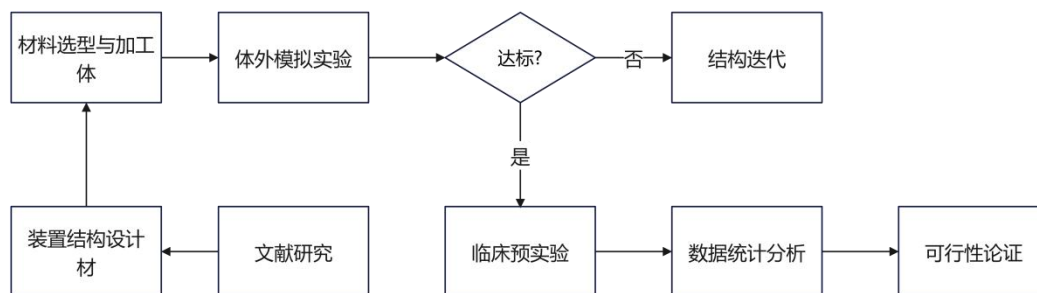 材料选型与加工
体
体外模拟实验
达标?
否
结构迭代
是
装置结构设计
材
文献研究
临床预实验
数据统计分析
可行性论证